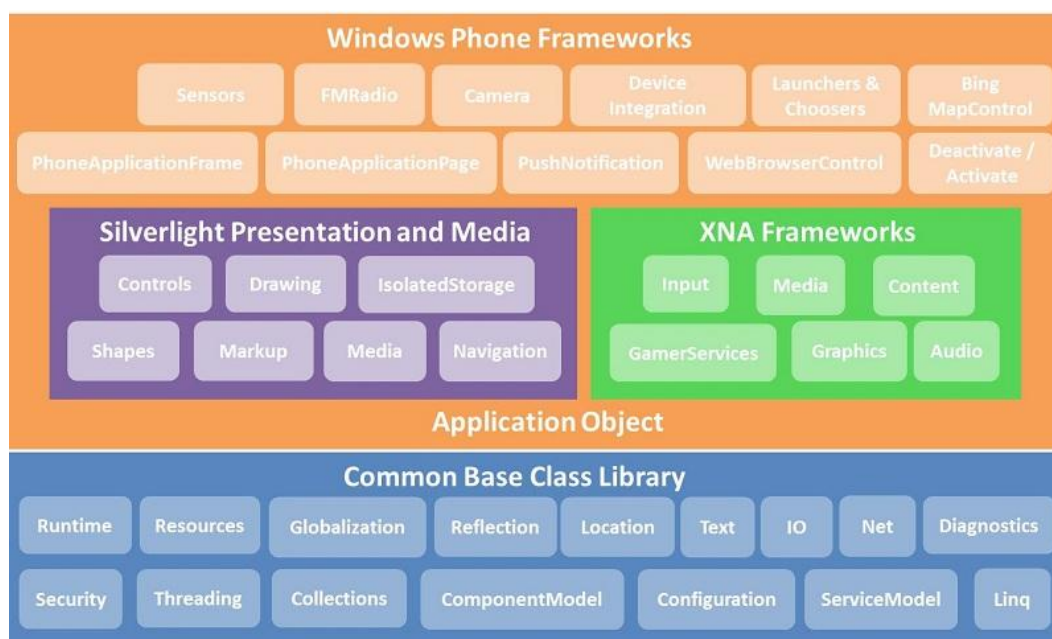 Windows Phone Frameworks
Sensors
FMRadio
Camera
Device
Integration
Launchers &
Choosers
Bing
MapControl
PhoneApplicationFrame
PhoneApplicationPage
PushNotification
WebBrowserControl
Deactivate /
Activate
Silverlight Presentation and Media
Controls
Drawing
IsolatedStorage
Shapes
Markup
Media
Navigation
XNA Frameworks
Input
Media
Content
GamerServices
Graphics
Audio
Application Object
Common Base Class Library
Runtime
Resources
Globalization
Reflection
Location
Text
IO
Net
Diagnostics
Security
Threading
Collections
ComponentModel
Configuration
ServiceModel
Linq